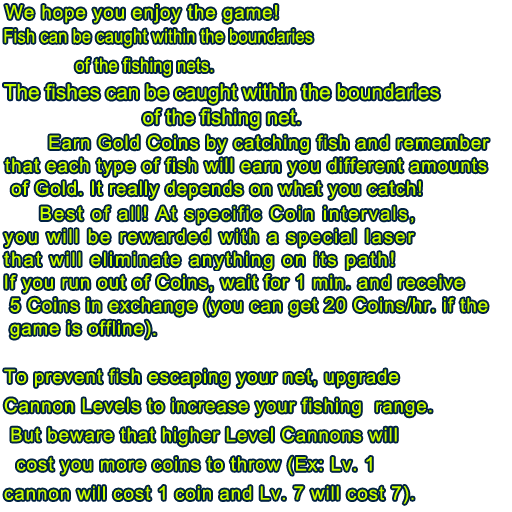 We hope you enjoy the game!
Fish can be caught within the boundaries
of the fishing nets.
The fishes can be caught within the boundaries
of the fishing net.
Earn Gold Coins by catching fish and remember
that each type of fish will earn you different amounts
of Gold. It really depends on what you catch!
Best of all! At specific Coin intervals,
you will be rewarded with a special laser
that will eliminate anything on its path!
If you run out of Coins, wait for 1 min. and receive
5 Coins in exchange (you can get 20 Coins/hr. if the
game is offline).
To prevent fish escaping your net, upgrade
Cannon Levels to increase your fishing range.
But beware that higher Level Cannons will
cost you more coins to throw (Ex: Lv. 1
cannon will cost 1 coin and Lv. 7 will cost 7).